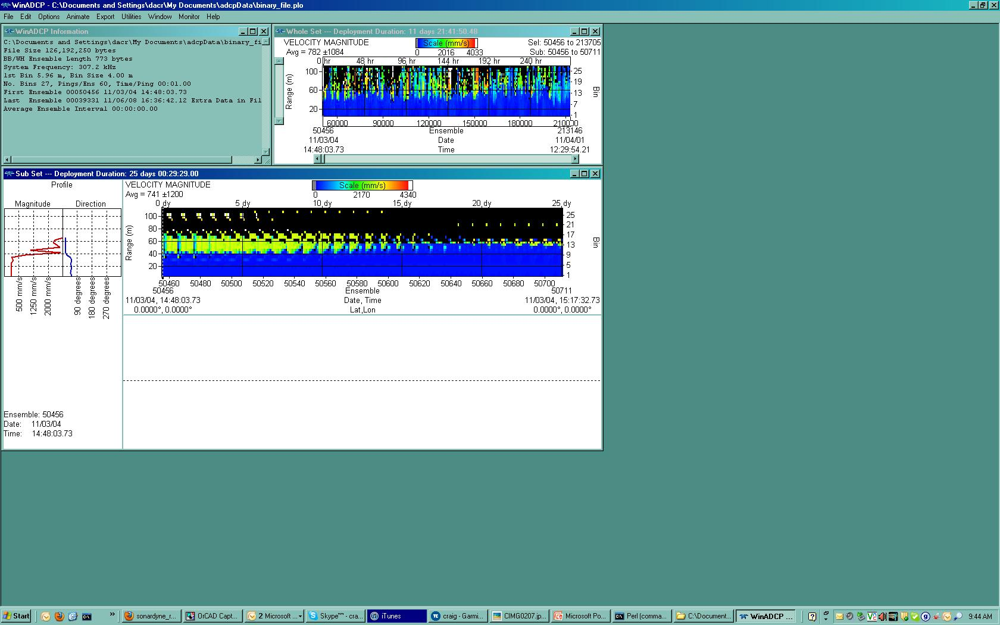 WinADCP - C:\Documents and Settings\dacr\My Documents\adcpData\binary_file.plo
File Edit Options Animate Export Utilities Window Monitor Help
WinADCP Information
C:\Documents and Settings\dacr\My Documents\adcpData\binary_fi
File Size 126,192,250 bytes
BB/WH Ensemble Length 773 bytes
System Frequency: 307.2 kHz
1st Bin 5.96 m, Bin Size 4.00 m
No. Bins 27, Pings/Ens 60, Time/Ping 00:01.00
First Ensemble 00050456 11/03/04 14:48:03.73
Last Ensemble 00039331 11/06/08 16:36:42.12 Extra Data in Fil
Average Ensemble Interval 00:00:00.00
Whole Set --- Deployment Duration: 11 days 21:41:50.48
VELOCITY MAGNITUDE Scale (mm/s) Sel: 50456 to 213705
Avg = 782 ±1084 0 2016 4033 Sub: 50456 to 50711
0 hr 48 hr 96 hr 144 hr 192 hr 240 hr
Range (m)
100
60
20
25
19
13
7
1
Bin
60000 90000 120000 150000 180000 210000
50456 Ensemble 213146
11/03/04 Date 11/04/01
14:48:03.73 Time 12:29:54.21
Sub Set --- Deployment Duration: 25 days 00:29:29.00
Profile
Magnitude Direction
500 mm/s
1250 mm/s
2000 mm/s
90 degrees
180 degrees
270 degrees
Ensemble: 50456
Date: 11/03/04
Time: 14:48:03.73
VELOCITY MAGNITUDE Scale (mm/s)
Avg = 741 ±1200 0 2170 4340
0 dy 5 dy 10 dy 15 dy 20 dy 25 dy
Range (m)
100
80
60
40
20
25
21
17
13
9
5
1
Bin
50460 50480 50500 50520 50540 50560 50580 50600 50620 50640 50660 50680 50700
50456 Ensemble 50711
11/03/04, 14:48:03.73 Date, Time 11/03/04, 15:17:32.73
0.0000°, 0.0000° Lat,Lon 0.0000°, 0.0000°
Start » sonardyne_r... OrCAD Capt... 2 Microsoft ... Skype™ - cra... iTunes craig - Garmi... CIMG0207.jp... Microsoft Po... Perl (comma... C:\Document... WinADCP ... 9:44 AM